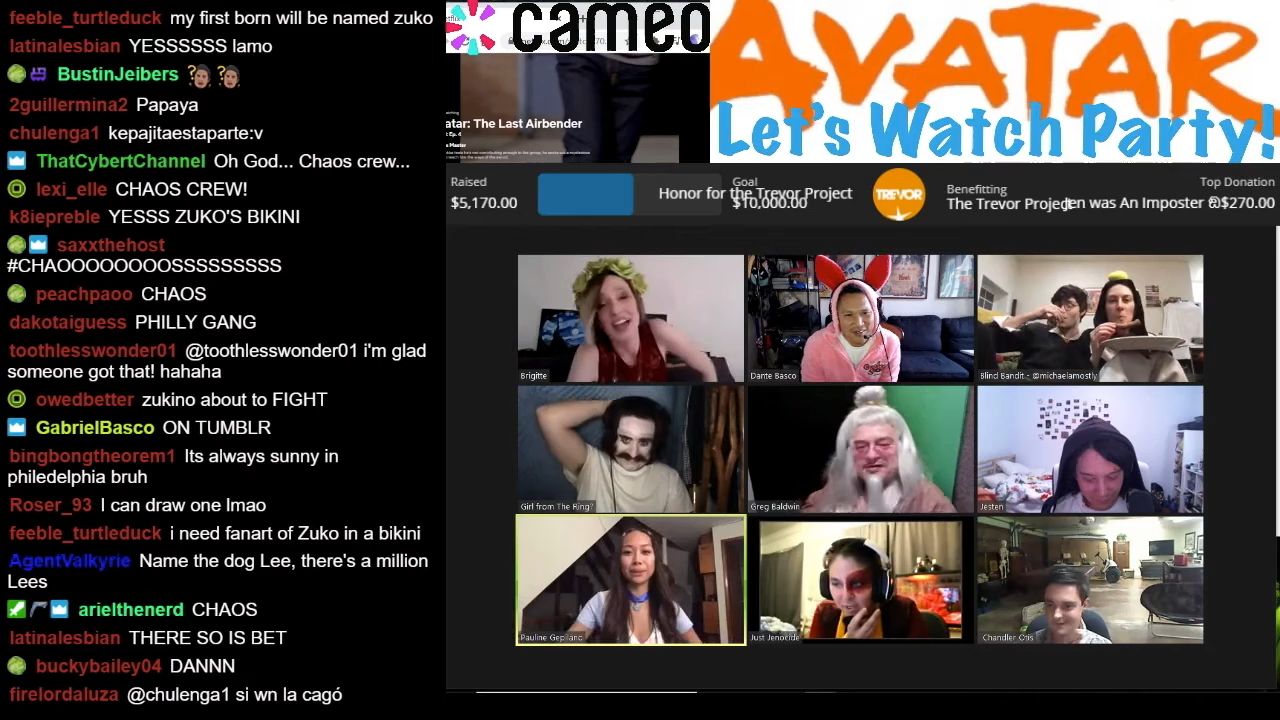 feeble_turtleduck my first born will be named zuko
latinalesbian YESSSSSS lamo
BustinJeibers
2guillermina2 Papaya
chulenga1 kepajitaestaparte:v
ThatCybertChannel Oh God... Chaos crew...
lexi_elle CHAOS CREW!
k8iepreble YESSS ZUKO'S BIKINI
saxxthehost
#CHAOOOOOOOOSSSSSSSSS
peachpaoo CHAOS
dakotaiguess PHILLY GANG
toothlesswonder01 @toothlesswonder01 i'm glad
someone got that! hahaha
owedbetter zukino about to FIGHT
GabrielBasco ON TUMBLR
bingbongtheorem1 Its always sunny in
philedelphia bruh
Roser_93 I can draw one lmao
feeble_turtleduck i need fanart of Zuko in a bikini
AgentValkyrie Name the dog Lee, there's a million
Lees
arielthenerd CHAOS
latinalesbian THERE SO IS BET
buckybailey04 DANNN
firelordaluza @chulenga1 si wn la cagó
cameo
AVATAR
Let's Watch Party!
atar: The Last Airbender
Ep. 4
Master
Raised
$5,170.00
Honor for the Trevor Project
Goal
$10,000.00
TREVOR
Benefitting
The Trevor Project
Top Donation
Jen was An Imposter
$270.00
Brigitte
Dante Basco
Blind Bandit - @michaelamostly
Girl from The Ring?
Greg Baldwin
Jesten
Pauline Gepilano
Just Jenocide
Chandler Otis